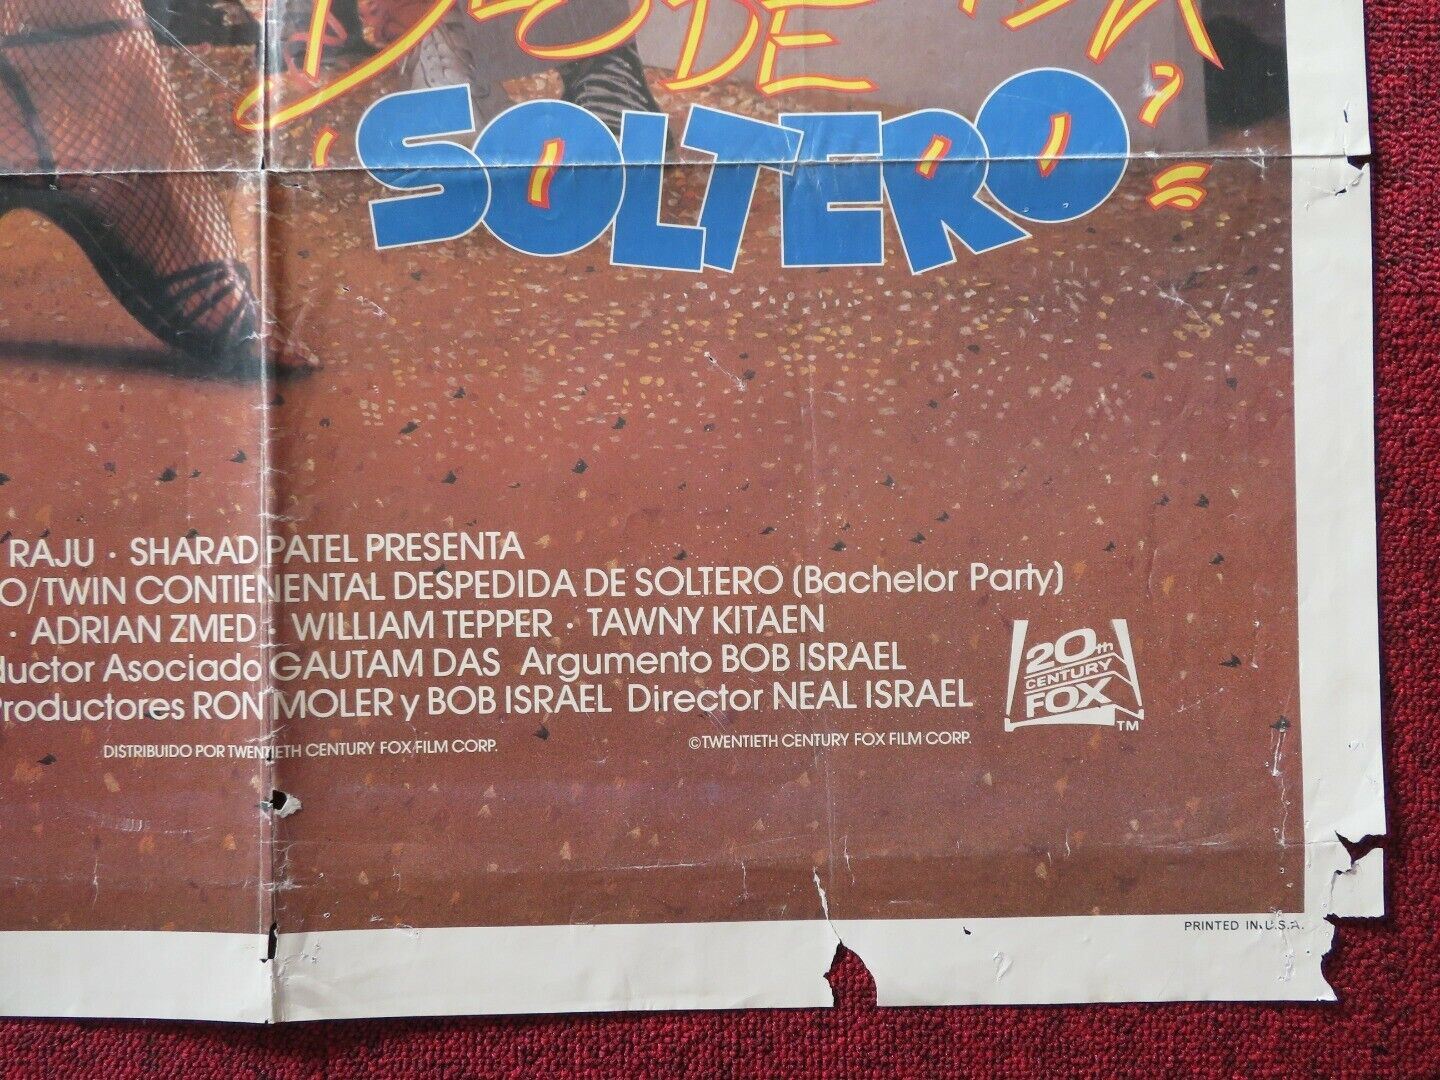 DE
SOLTERO
RAJU · SHARAD PATEL PRESENTA
O/TWIN CONTIENENTAL DESPEDIDA DE SOLTERO (Bachelor Party)
· ADRIAN ZMED · WILLIAM TEPPER · TAWNY KITAEN
ductor Asociado GAUTAM DAS Argumento BOB ISRAEL
Productores RON MOLER y BOB ISRAEL Director NEAL ISRAEL
20th
CENTURY
FOX
TM
DISTRIBUIDO POR TWENTIETH CENTURY FOX FILM CORP.
©TWENTIETH CENTURY FOX FILM CORP.
PRINTED IN U.S.A.